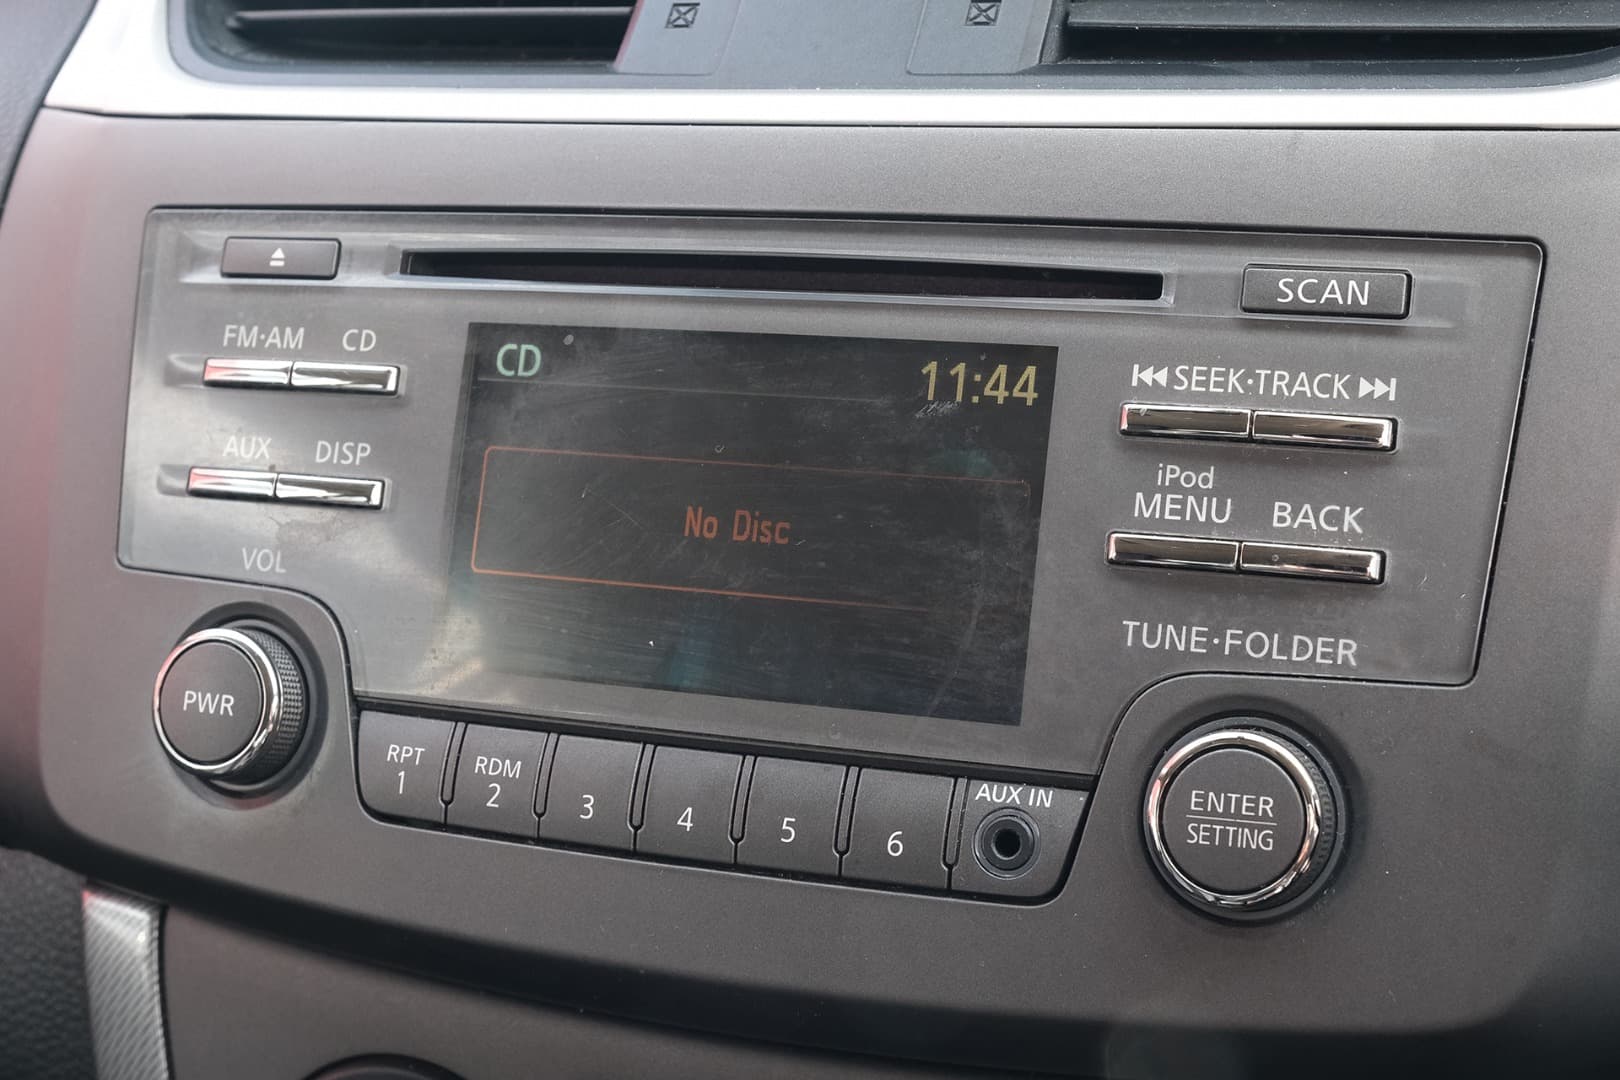 SCAN
FM·AM CD
CD 11:44
SEEK·TRACK
AUX DISP
iPod
MENU BACK
No Disc
VOL
TUNE·FOLDER
PWR
RPT
1
RDM
2
3
4
5
6
AUX IN
ENTER
SETTING